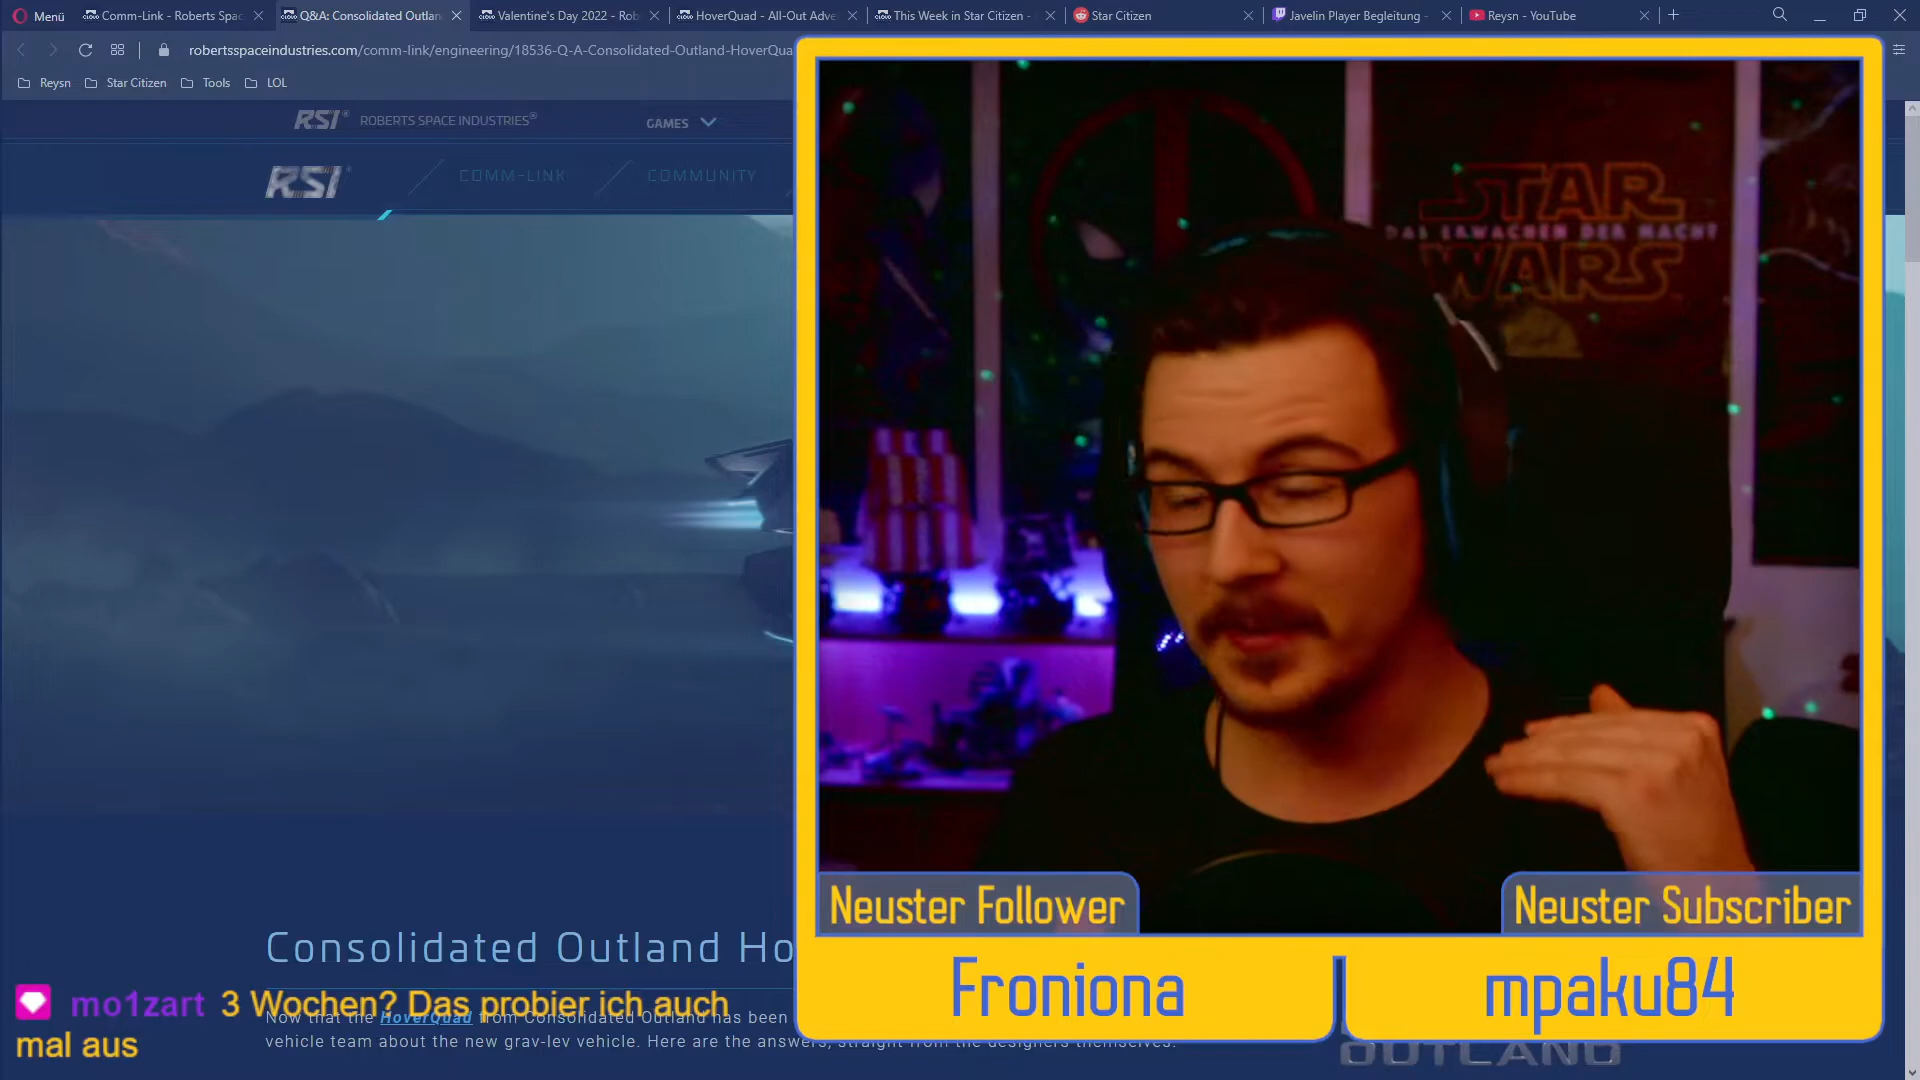 Menü
Comm-Link - Roberts Spac
Q&A: Consolidated Outlan
Valentine's Day 2022 - Rob
HoverQuad - All-Out Adve
This Week in Star Citizen -
Star Citizen
Javelin Player Begleitung -
Reysn - YouTube
robertsspaceindustries.com/comm-link/engineering/18536-Q-A-Consolidated-Outland-HoverQua
Reysn
Star Citizen
Tools
LOL
RSI ROBERTS SPACE INDUSTRIES®
GAMES
RSI
COMM-LINK
COMMUNITY
STAR
DAS ERWACHEN DER MACHT
WARS
Neuster Follower
Neuster Subscriber
Froniona
mpaku84
Consolidated Outland Ho
mo1zart 3 Wochen? Das probier ich auch
mal aus
Now that the HoverQuad from Consolidated Outland has been
vehicle team about the new grav-lev vehicle. Here are the answers, straight from the designers themselves.
OUTLAND